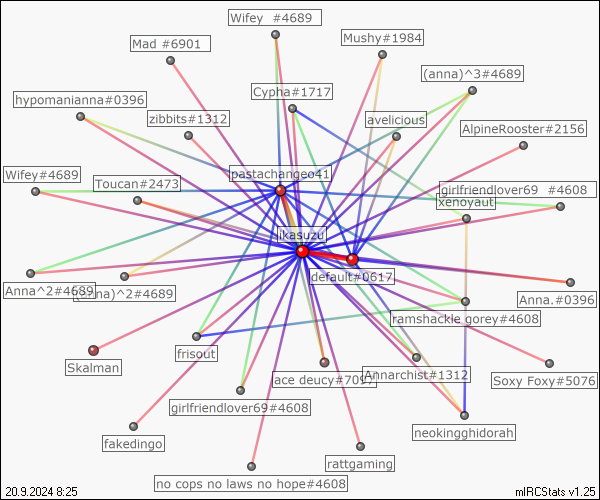 Wifey  #4689
Mad #6901
Mushy#1984
(anna)^3#4689
hypomanianna#0396
Cypha#1717
zibbits#1312
avelicious
AlpineRooster#2156
pastachangeo41
Wifey#4689
Toucan#2473
girlfriendlover69  #4608
xenoyaut
ikasuzu
default#0617
Anna^2#4689
)^2#4689
Anna.#0396
ramshackle gorey#4608
frisout
Skalman
ace deucy#7097
Annarchist#1312
Soxy Foxy#5076
girlfriendlover69#4608
neokingghidorah
fakedingo
rattgaming
no cops no laws no hope#4608
20.9.2024 8:25
mIRCStats v1.25